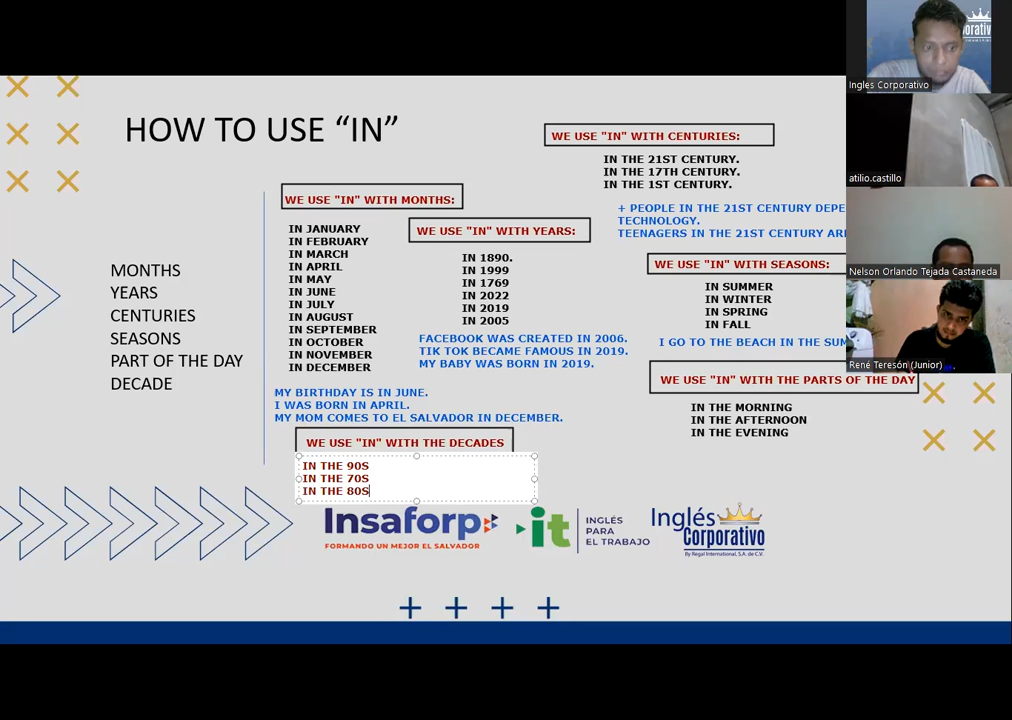 HOW TO USE “IN”
MONTHS
YEARS
CENTURIES
SEASONS
PART OF THE DAY
DECADE
WE USE "IN" WITH MONTHS:
IN JANUARY
IN FEBRUARY
IN MARCH
IN APRIL
IN MAY
IN JUNE
IN JULY
IN AUGUST
IN SEPTEMBER
IN OCTOBER
IN NOVEMBER
IN DECEMBER
MY BIRTHDAY IS IN JUNE.
I WAS BORN IN APRIL.
MY MOM COMES TO EL SALVADOR IN DECEMBER.
WE USE "IN" WITH THE DECADES
IN THE 90S
IN THE 70S
IN THE 80S
WE USE "IN" WITH YEARS:
IN 1890.
IN 1999
IN 1769
IN 2022
IN 2019
IN 2005
FACEBOOK WAS CREATED IN 2006.
TIK TOK BECAME FAMOUS IN 2019.
MY BABY WAS BORN IN 2019.
WE USE "IN" WITH CENTURIES:
IN THE 21ST CENTURY.
IN THE 17TH CENTURY.
IN THE 1ST CENTURY.
+ PEOPLE IN THE 21ST CENTURY DEPE
TECHNOLOGY.
TEENAGERS IN THE 21ST CENTURY
WE USE "IN" WITH SEASONS:
IN SUMMER
IN WINTER
IN SPRING
IN FALL
I GO TO THE BEACH IN THE SUM
WE USE "IN" WITH THE PARTS OF THE DAY
IN THE MORNING
IN THE AFTERNOON
IN THE EVENING
Insaforp
FORMANDO UN MEJOR EL SALVADOR
it
INGLÉS
PARA
EL TRABAJO
Inglés
Corporativo
By Regal International, S.A. de C.V.
orativo
Ingles Corporativo
atilio.castillo
Nelson Orlando Tejada Castaneda
René Teresón (Junior)